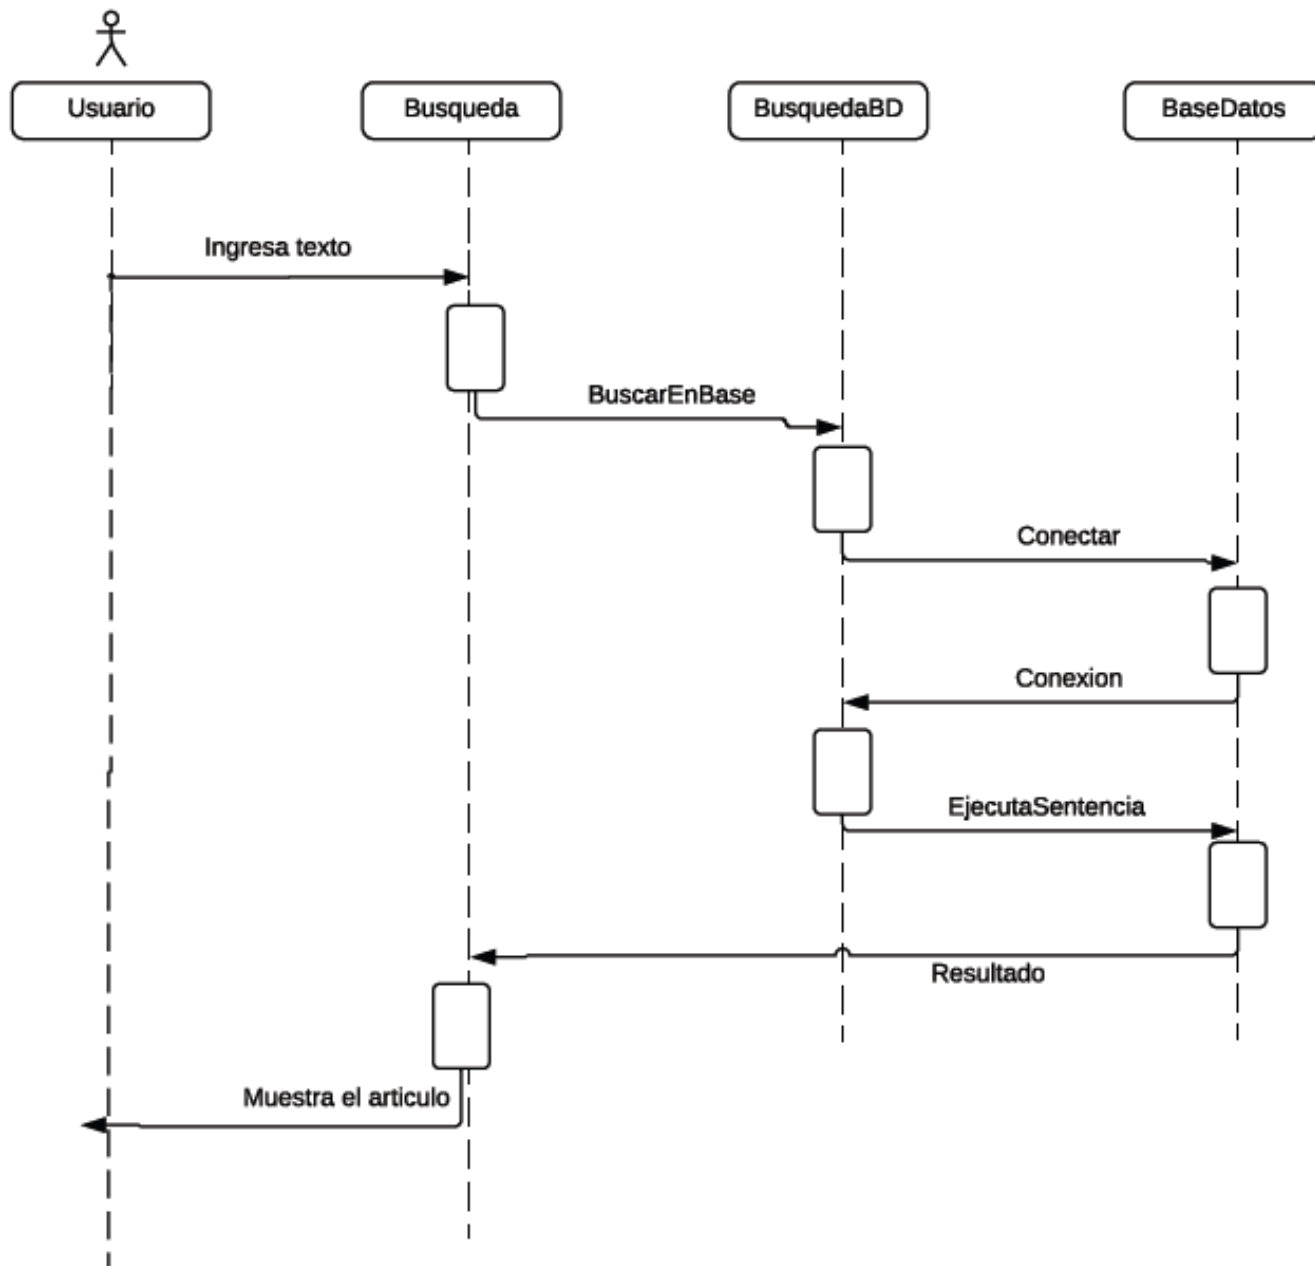 Usuario
Busqueda
BusquedaBD
BaseDatos
Ingresa texto
BuscarEnBase
Conectar
Conexion
EjecutaSentencia
Resultado
Muestra el articulo